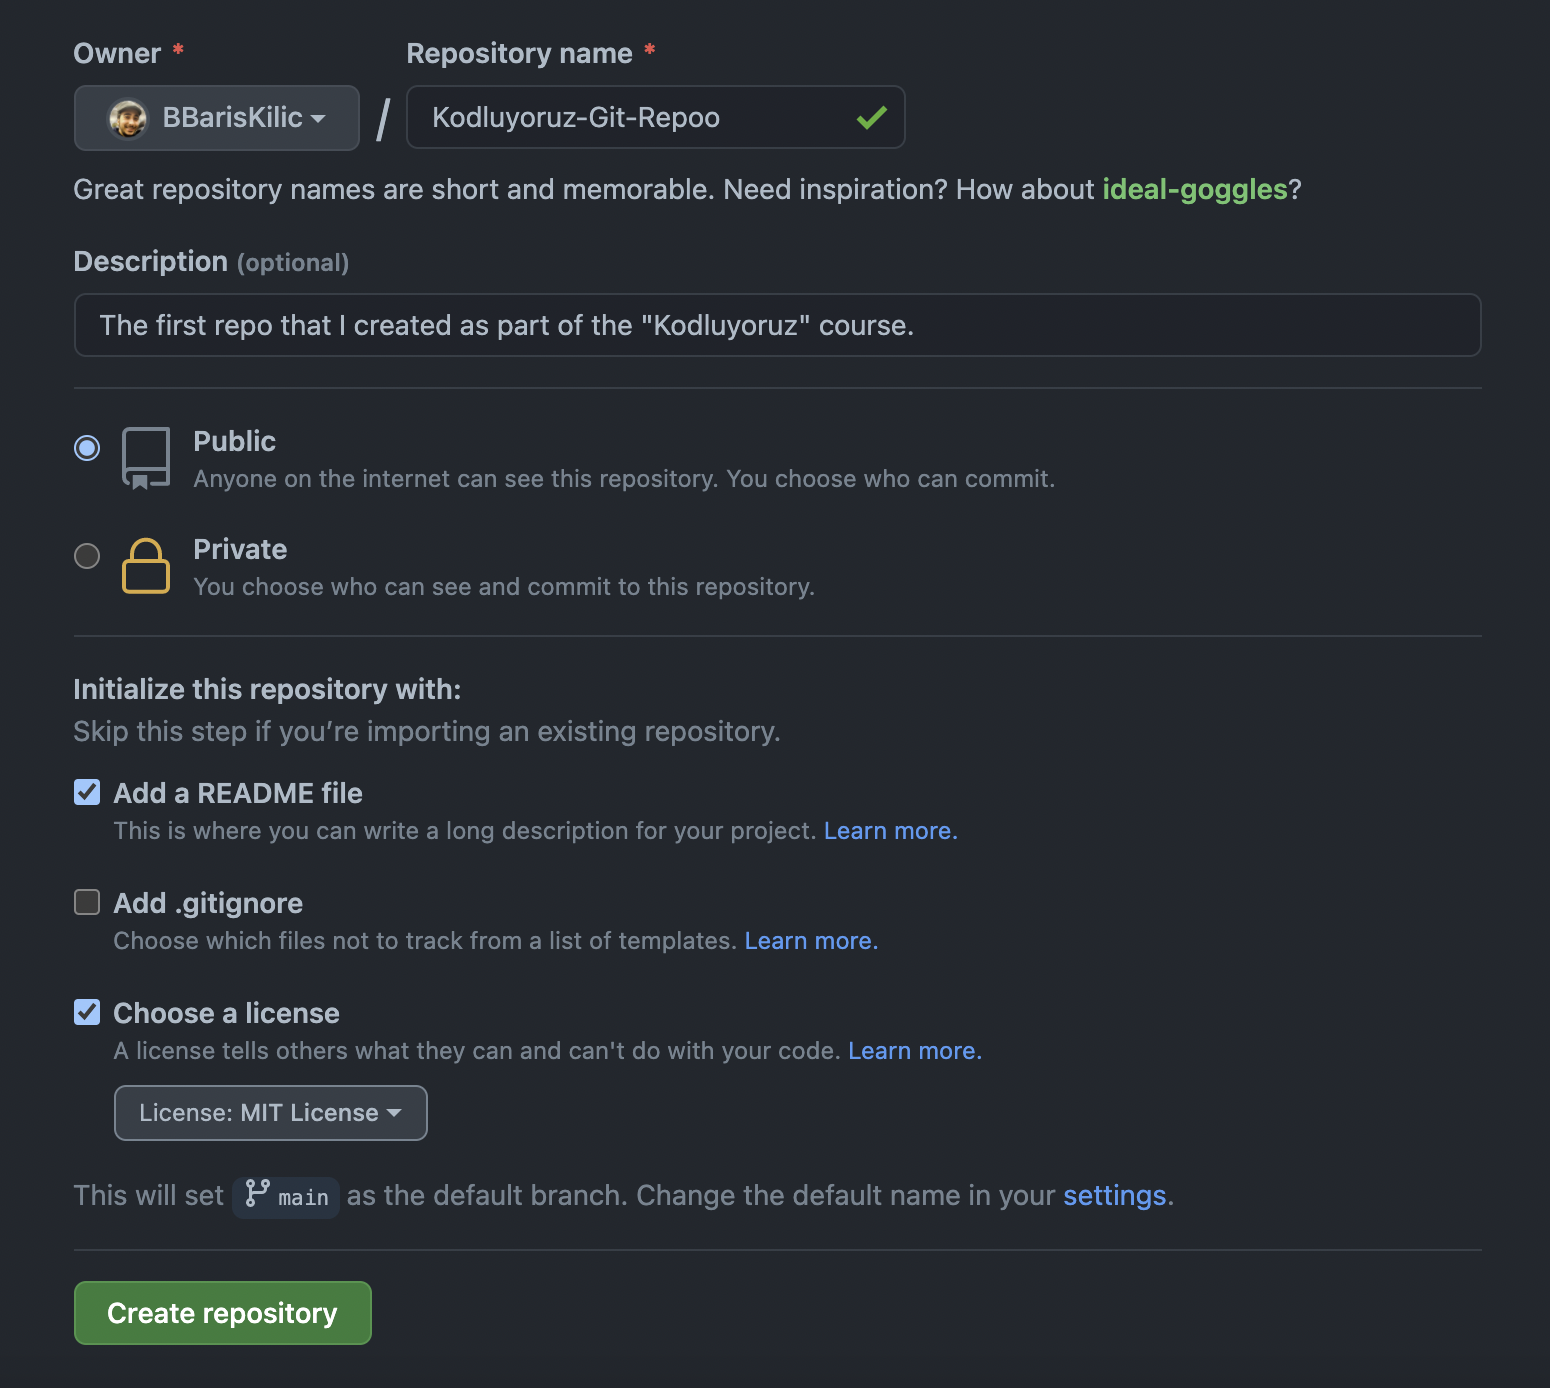 Owner * Repository name *
BBarisKilic / Kodluyoruz-Git-Repoo
Great repository names are short and memorable. Need inspiration? How about ideal-goggles?
Description (optional)
The first repo that I created as part of the "Kodluyoruz" course.
Public
Anyone on the internet can see this repository. You choose who can commit.
Private
You choose who can see and commit to this repository.
Initialize this repository with:
Skip this step if you’re importing an existing repository.
Add a README file
This is where you can write a long description for your project. Learn more.
Add .gitignore
Choose which files not to track from a list of templates. Learn more.
Choose a license
A license tells others what they can and can't do with your code. Learn more.
License: MIT License
This will set main as the default branch. Change the default name in your settings.
Create repository